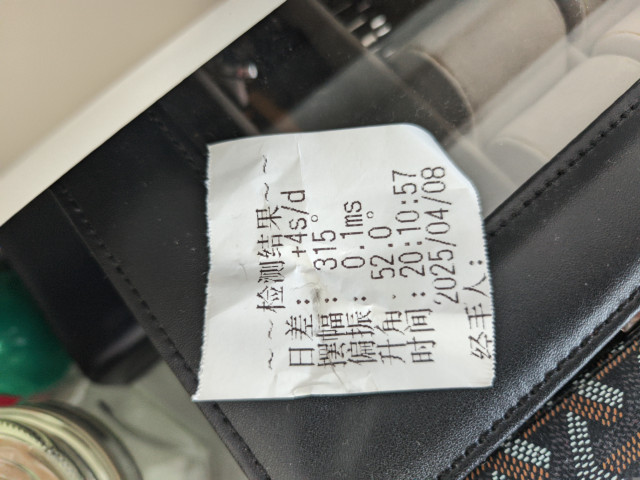 ~~检测结果~~
日差: +4s/d
摆幅: 315°
偏振: 0.1ms
升角: 52.0°
时间:20:10:57
2025/04/08
经手人: